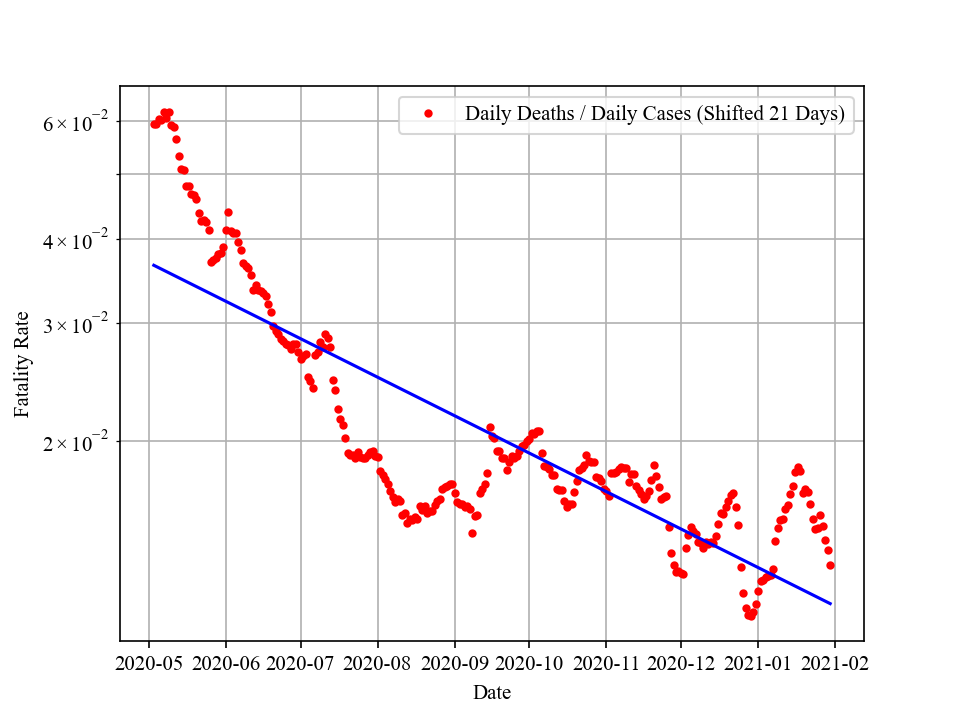 Daily Deaths / Daily Cases (Shifted 21 Days)
6 × 10⁻²
4 × 10⁻²
3 × 10⁻²
2 × 10⁻²
Fatality Rate
2020-05 2020-06 2020-07 2020-08 2020-09 2020-10 2020-11 2020-12 2021-01 2021-02
Date